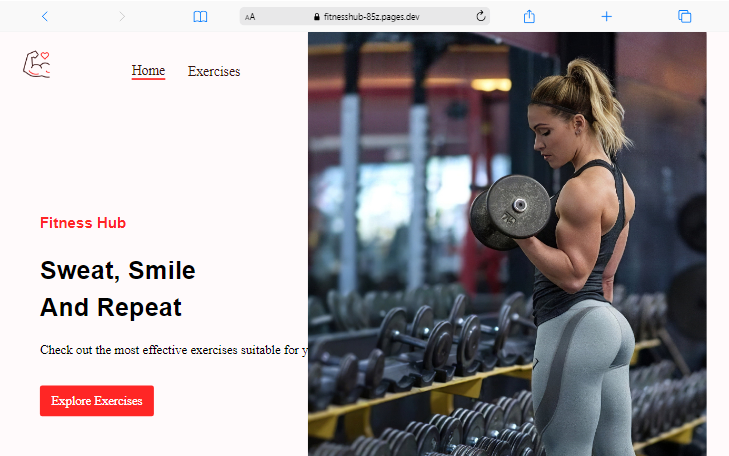 AA
fitnesshub-85z.pages.dev
Home
Exercises
Fitness Hub
Sweat, Smile
And Repeat
Check out the most effective exercises suitable for y
Explore Exercises